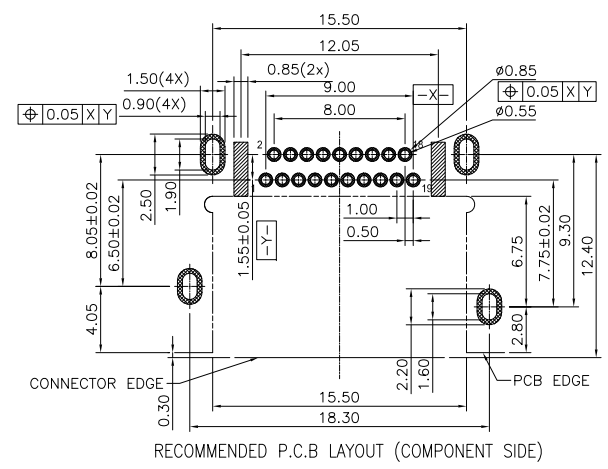 15.50
12.05
1.50(4X)
0.85(2x)
ø0.85
9.00
-X-
⌖ 0.05 X Y
0.90(4X)
⌖ 0.05 X Y
8.00
ø0.55
2
18
1
19
8.05±0.02
6.50±0.02
2.50
1.90
1.55±0.05
-Y-
1.00
0.50
6.75
7.75±0.02
9.30
12.40
4.05
2.20
1.60
2.80
CONNECTOR EDGE
PCB EDGE
0.30
15.50
18.30
RECOMMENDED P.C.B LAYOUT (COMPONENT SIDE)